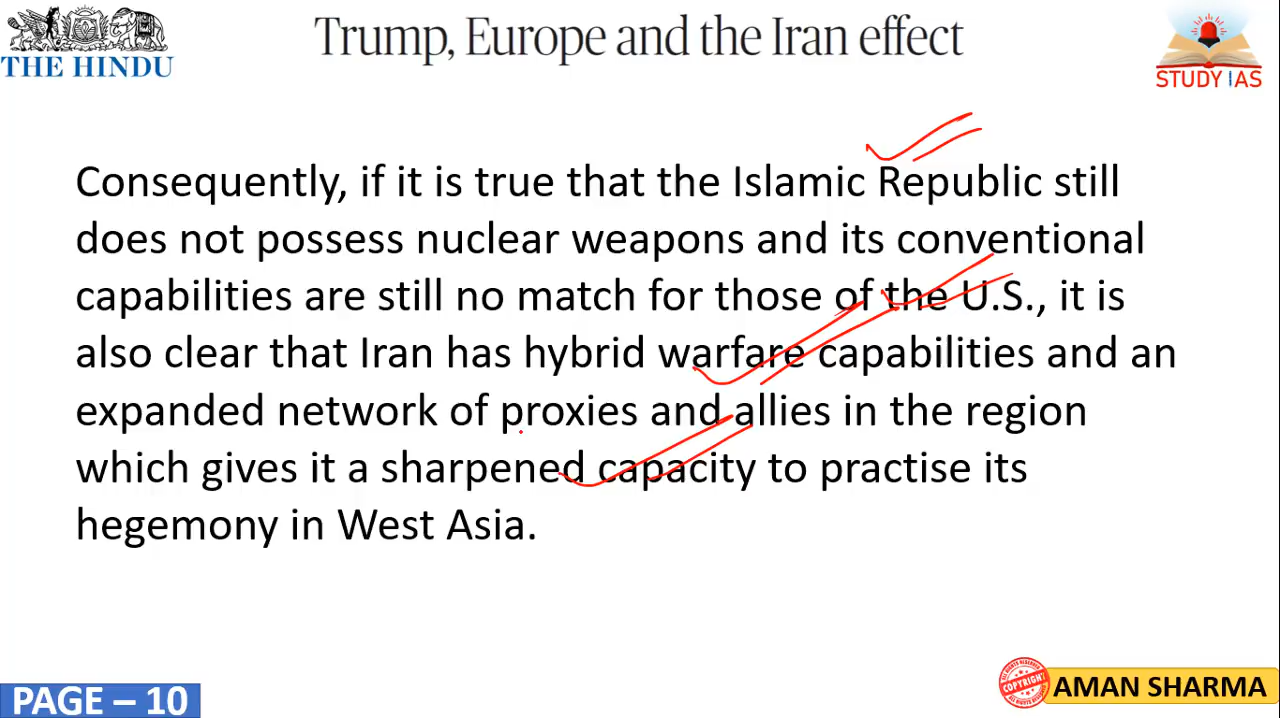 THE HINDU
Trump, Europe and the Iran effect
STUDY IAS
Consequently, if it is true that the Islamic Republic still
does not possess nuclear weapons and its conventional
capabilities are still no match for those of the U.S., it is
also clear that Iran has hybrid warfare capabilities and an
expanded network of proxies and allies in the region
which gives it a sharpened capacity to practise its
hegemony in West Asia.
PAGE – 10
COPYRIGHT
AMAN SHARMA